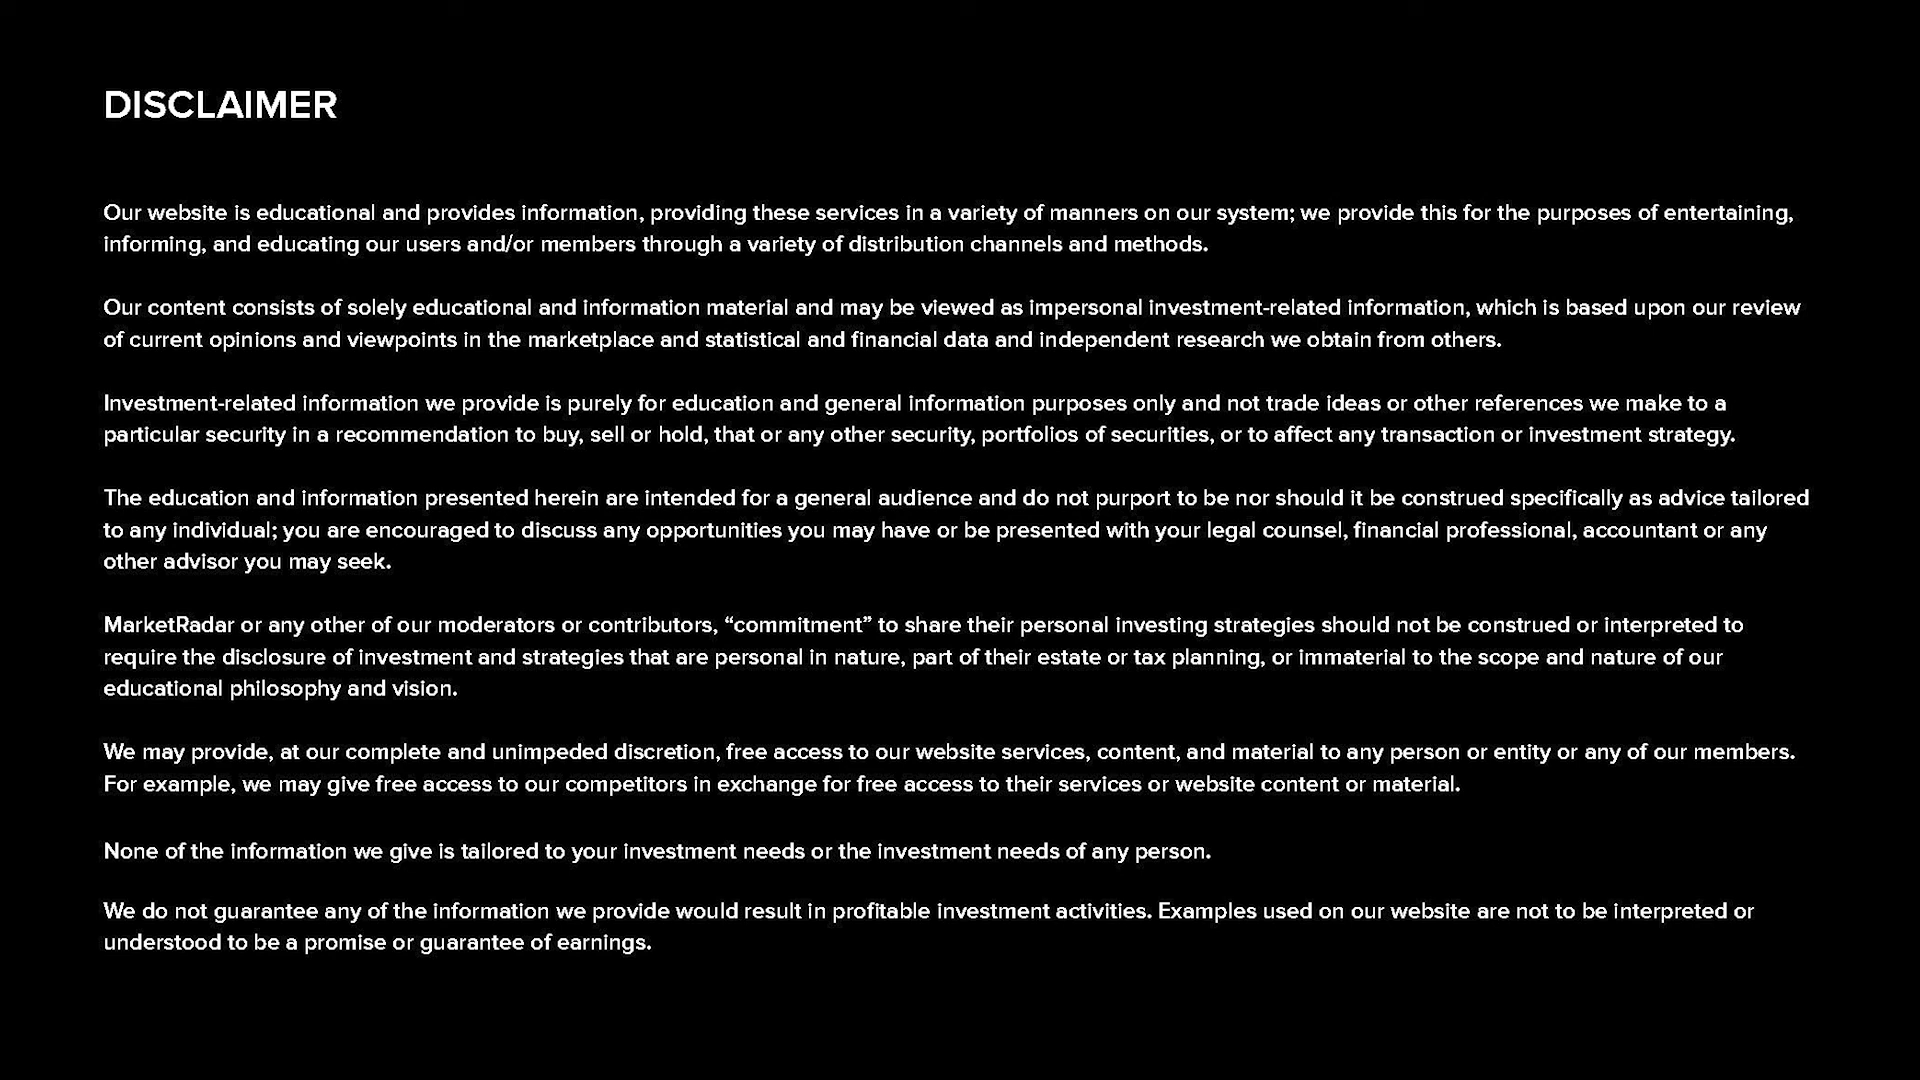 DISCLAIMER
Our website is educational and provides information, providing these services in a variety of manners on our system; we provide this for the purposes of entertaining,
informing, and educating our users and/or members through a variety of distribution channels and methods.
Our content consists of solely educational and information material and may be viewed as impersonal investment-related information, which is based upon our review
of current opinions and viewpoints in the marketplace and statistical and financial data and independent research we obtain from others.
Investment-related information we provide is purely for education and general information purposes only and not trade ideas or other references we make to a
particular security in a recommendation to buy, sell or hold, that or any other security, portfolios of securities, or to affect any transaction or investment strategy.
The education and information presented herein are intended for a general audience and do not purport to be nor should it be construed specifically as advice tailored
to any individual; you are encouraged to discuss any opportunities you may have or be presented with your legal counsel, financial professional, accountant or any
other advisor you may seek.
MarketRadar or any other of our moderators or contributors, “commitment” to share their personal investing strategies should not be construed or interpreted to
require the disclosure of investment and strategies that are personal in nature, part of their estate or tax planning, or immaterial to the scope and nature of our
educational philosophy and vision.
We may provide, at our complete and unimpeded discretion, free access to our website services, content, and material to any person or entity or any of our members.
For example, we may give free access to our competitors in exchange for free access to their services or website content or material.
None of the information we give is tailored to your investment needs or the investment needs of any person.
We do not guarantee any of the information we provide would result in profitable investment activities. Examples used on our website are not to be interpreted or
understood to be a promise or guarantee of earnings.